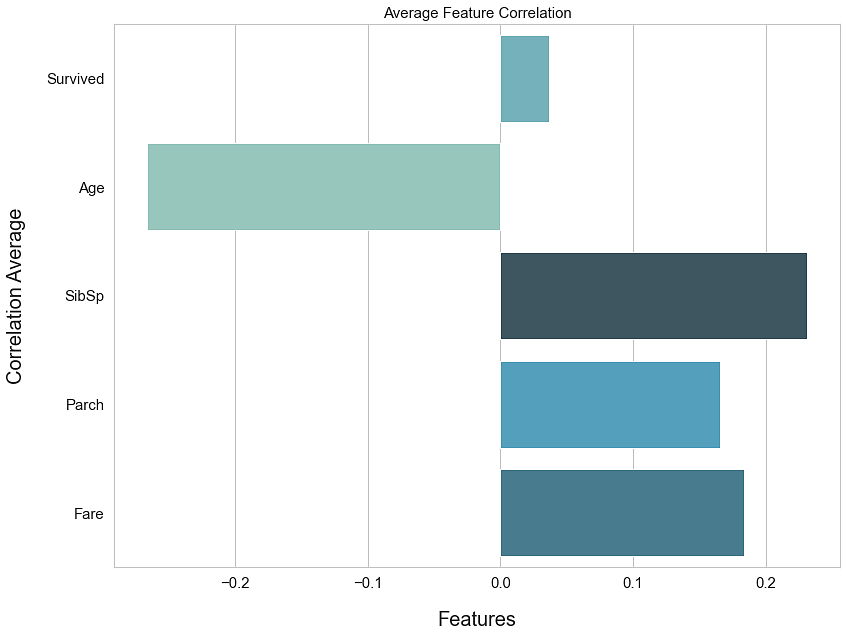 Average Feature Correlation
Survived
Age
SibSp
Parch
Fare
Correlation Average
−0.2
−0.1
0.0
0.1
0.2
Features